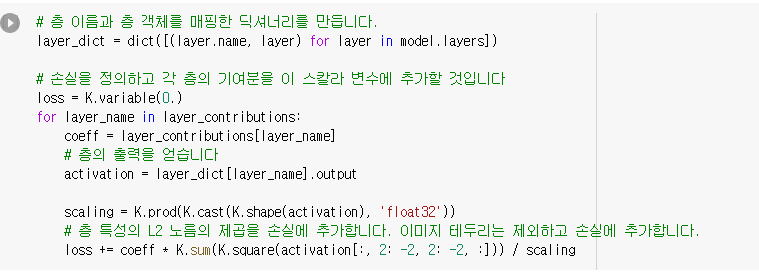 # 층 이름과 층 객체를 매핑한 딕셔너리를 만듭니다.
layer_dict = dict([(layer.name, layer) for layer in model.layers])
# 손실을 정의하고 각 층의 기여분을 이 스칼라 변수에 추가할 것입니다
loss = K.variable(0.)
for layer_name in layer_contributions:
    coeff = layer_contributions[layer_name]
    # 층의 출력을 얻습니다
    activation = layer_dict[layer_name].output
    scaling = K.prod(K.cast(K.shape(activation), 'float32'))
    # 층 특성의 L2 노름의 제곱을 손실에 추가합니다. 이미지 테두리는 제외하고 손실에 추가합니다.
    loss += coeff * K.sum(K.square(activation[:, 2: -2, 2: -2, :])) / scaling